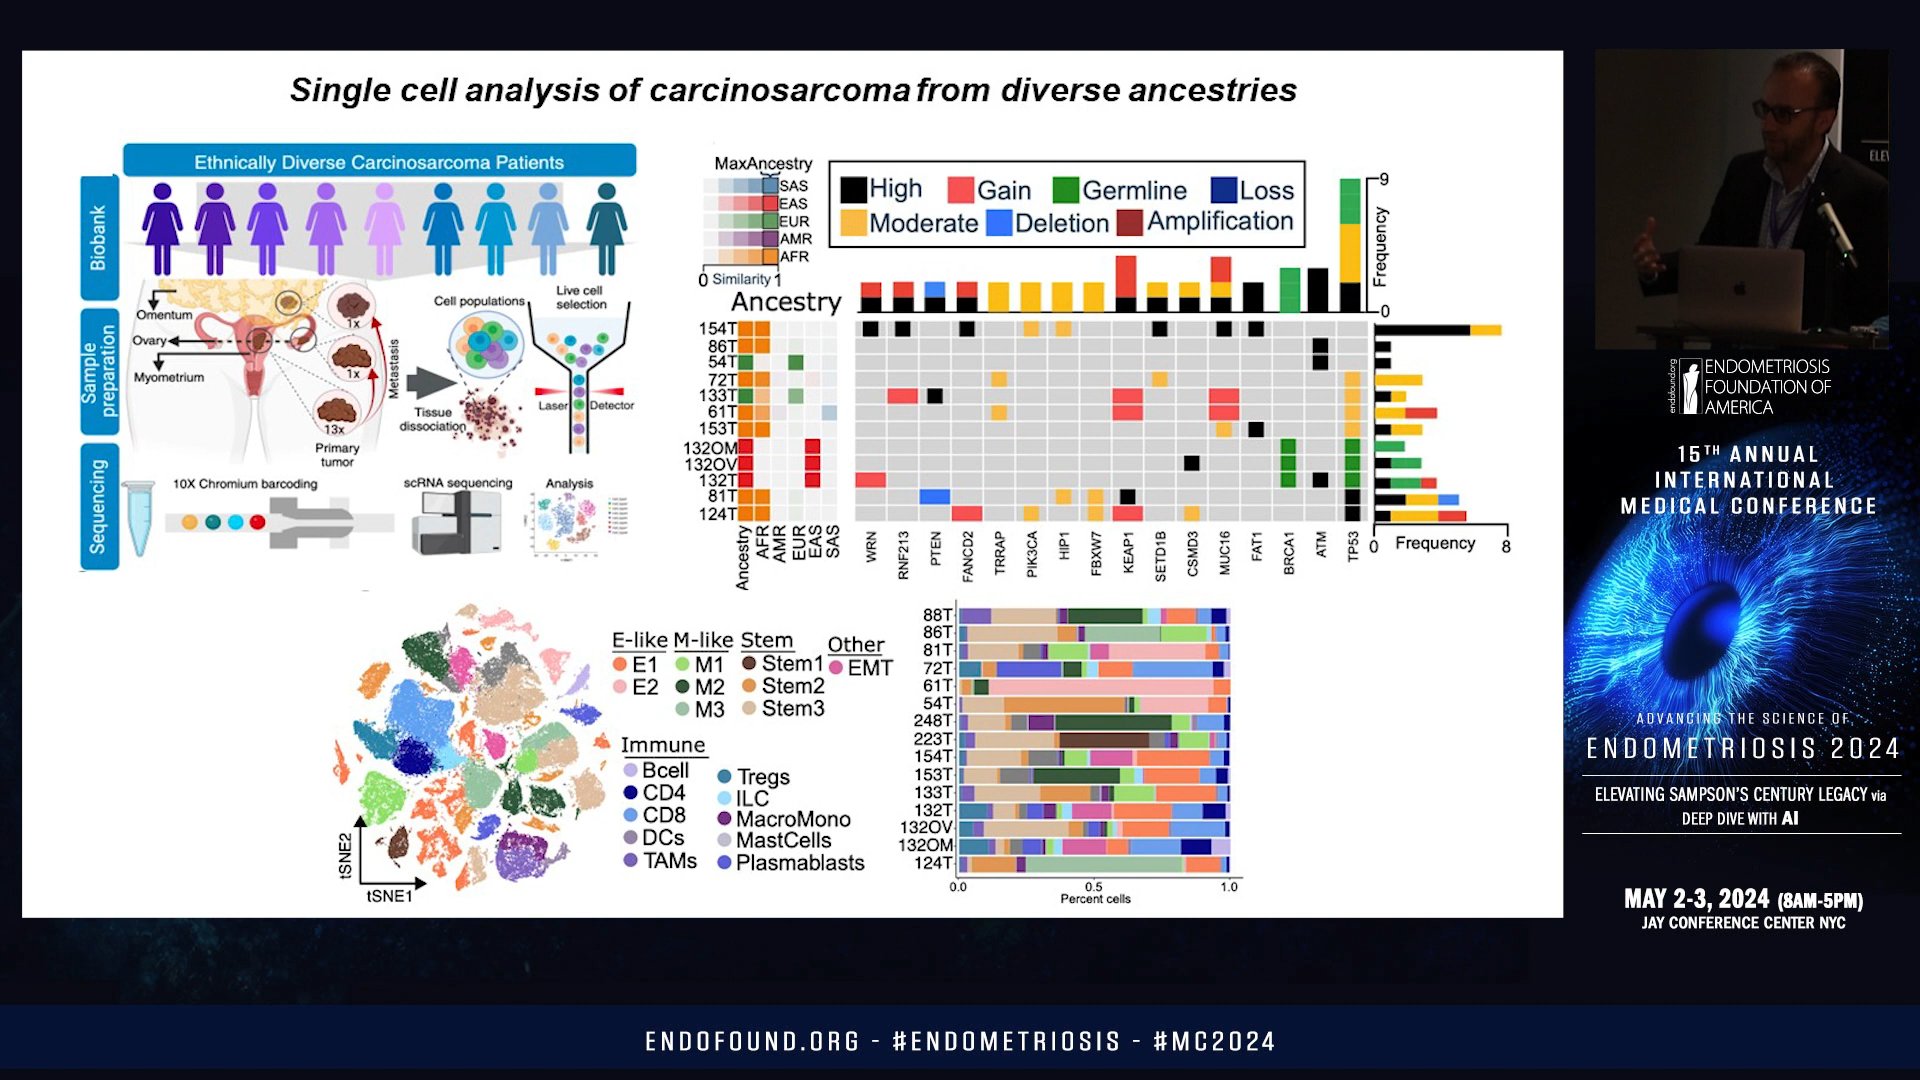 Single cell analysis of carcinosarcoma from diverse ancestries
Ethnically Diverse Carcinosarcoma Patients
Biobank
Sample preparation
Sequencing
Omentum
Ovary
Myometrium
1x
1x
13x
Metastasis
Primary
tumor
Cell populations
Live cell
selection
Laser
Detector
Tissue
dissociation
10X Chromium barcoding
scRNA sequencing
Analysis
MaxAncestry
SAS
EAS
EUR
AMR
AFR
0 Similarity 1
High Gain Germline Loss
Moderate Deletion Amplification
9
Frequency
0
Ancestry
154T
86T
54T
72T
133T
61T
153T
132OM
132OV
132T
81T
124T
Ancestry
AFR
AMR
EUR
EAS
SAS
WRN
RNF213
PTEN
FANCD2
TRRAP
PIK3CA
HIP1
FBXW7
KEAP1
SETD1B
CSMD3
MUC16
FAT1
BRCA1
ATM
TP53
0 Frequency 8
tSNE2
tSNE1
E-like M-like Stem Other
E1 M1 Stem1 EMT
E2 M2 Stem2
M3 Stem3
Immune
Bcell Tregs
CD4 ILC
CD8 MacroMono
DCs MastCells
TAMs Plasmablasts
88T
86T
81T
72T
61T
54T
248T
223T
154T
153T
133T
132T
132OV
132OM
124T
0.0 0.5 1.0
Percent cells
ELEV
endofound.org
ENDOMETRIOSIS
FOUNDATION OF
AMERICA
15TH ANNUAL
INTERNATIONAL
MEDICAL CONFERENCE
ADVANCING THE SCIENCE OF
ENDOMETRIOSIS 2024
ELEVATING SAMPSON'S CENTURY LEGACY via
DEEP DIVE WITH AI
MAY 2-3, 2024 (8AM-5PM)
JAY CONFERENCE CENTER NYC
ENDOFOUND.ORG - #ENDOMETRIOSIS - #MC2024